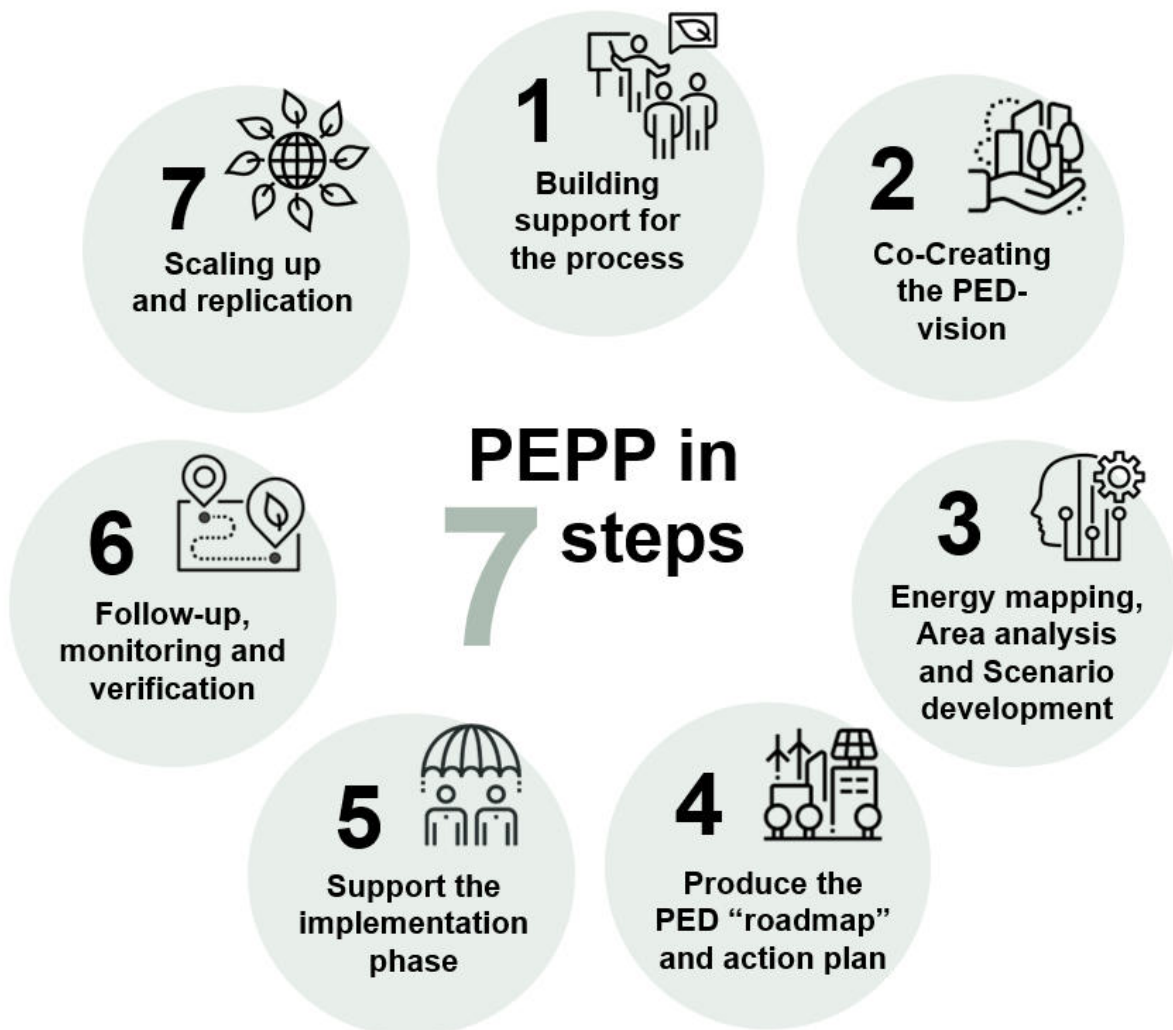 PEPP in
7 steps
1
Building
support for
the process
2
Co-Creating
the PED-
vision
3
Energy mapping,
Area analysis
and Scenario
development
4
Produce the
PED “roadmap”
and action plan
5
Support the
implementation
phase
6
Follow-up,
monitoring and
verification
7
Scaling up
and replication